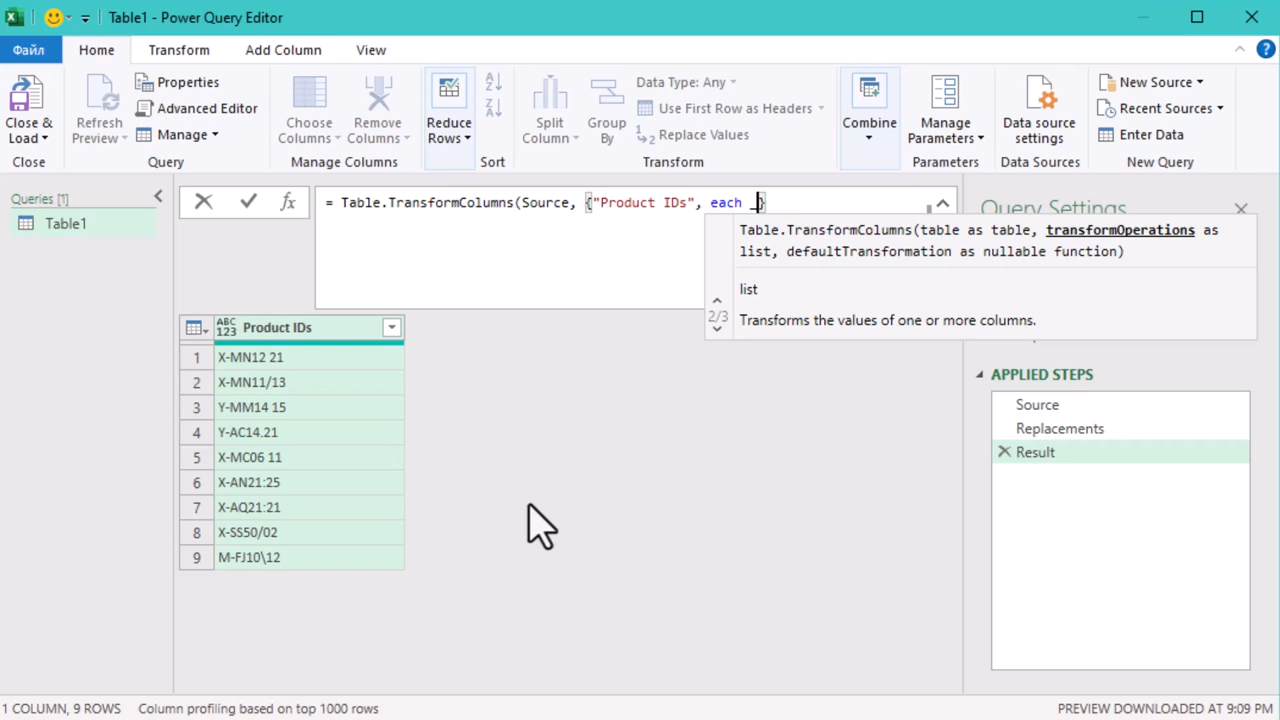 Table1 - Power Query Editor
Файл Home Transform Add Column View
Close & Load
Close
Refresh Preview
Properties
Advanced Editor
Manage
Query
Choose Columns
Remove Columns
Manage Columns
Reduce Rows
Sort
Split Column
Group By
Data Type: Any
Use First Row as Headers
Replace Values
Transform
Combine
Manage Parameters
Parameters
Data source settings
Data Sources
New Source
Recent Sources
Enter Data
New Query
Queries [1]
Table1
fx
= Table.TransformColumns(Source, {"Product IDs", each _}
Table.TransformColumns(table as table, transformOperations as
list, defaultTransformation as nullable function)
list
2/3
Transforms the values of one or more columns.
ABC
123
Product IDs
1 X-MN12 21
2 X-MN11/13
3 Y-MM14 15
4 Y-AC14.21
5 X-MC06 11
6 X-AN21:25
7 X-AQ21:21
8 X-SS50/02
9 M-FJ10\12
Query Settings
APPLIED STEPS
Source
Replacements
Result
1 COLUMN, 9 ROWS Column profiling based on top 1000 rows
PREVIEW DOWNLOADED AT 9:09 PM